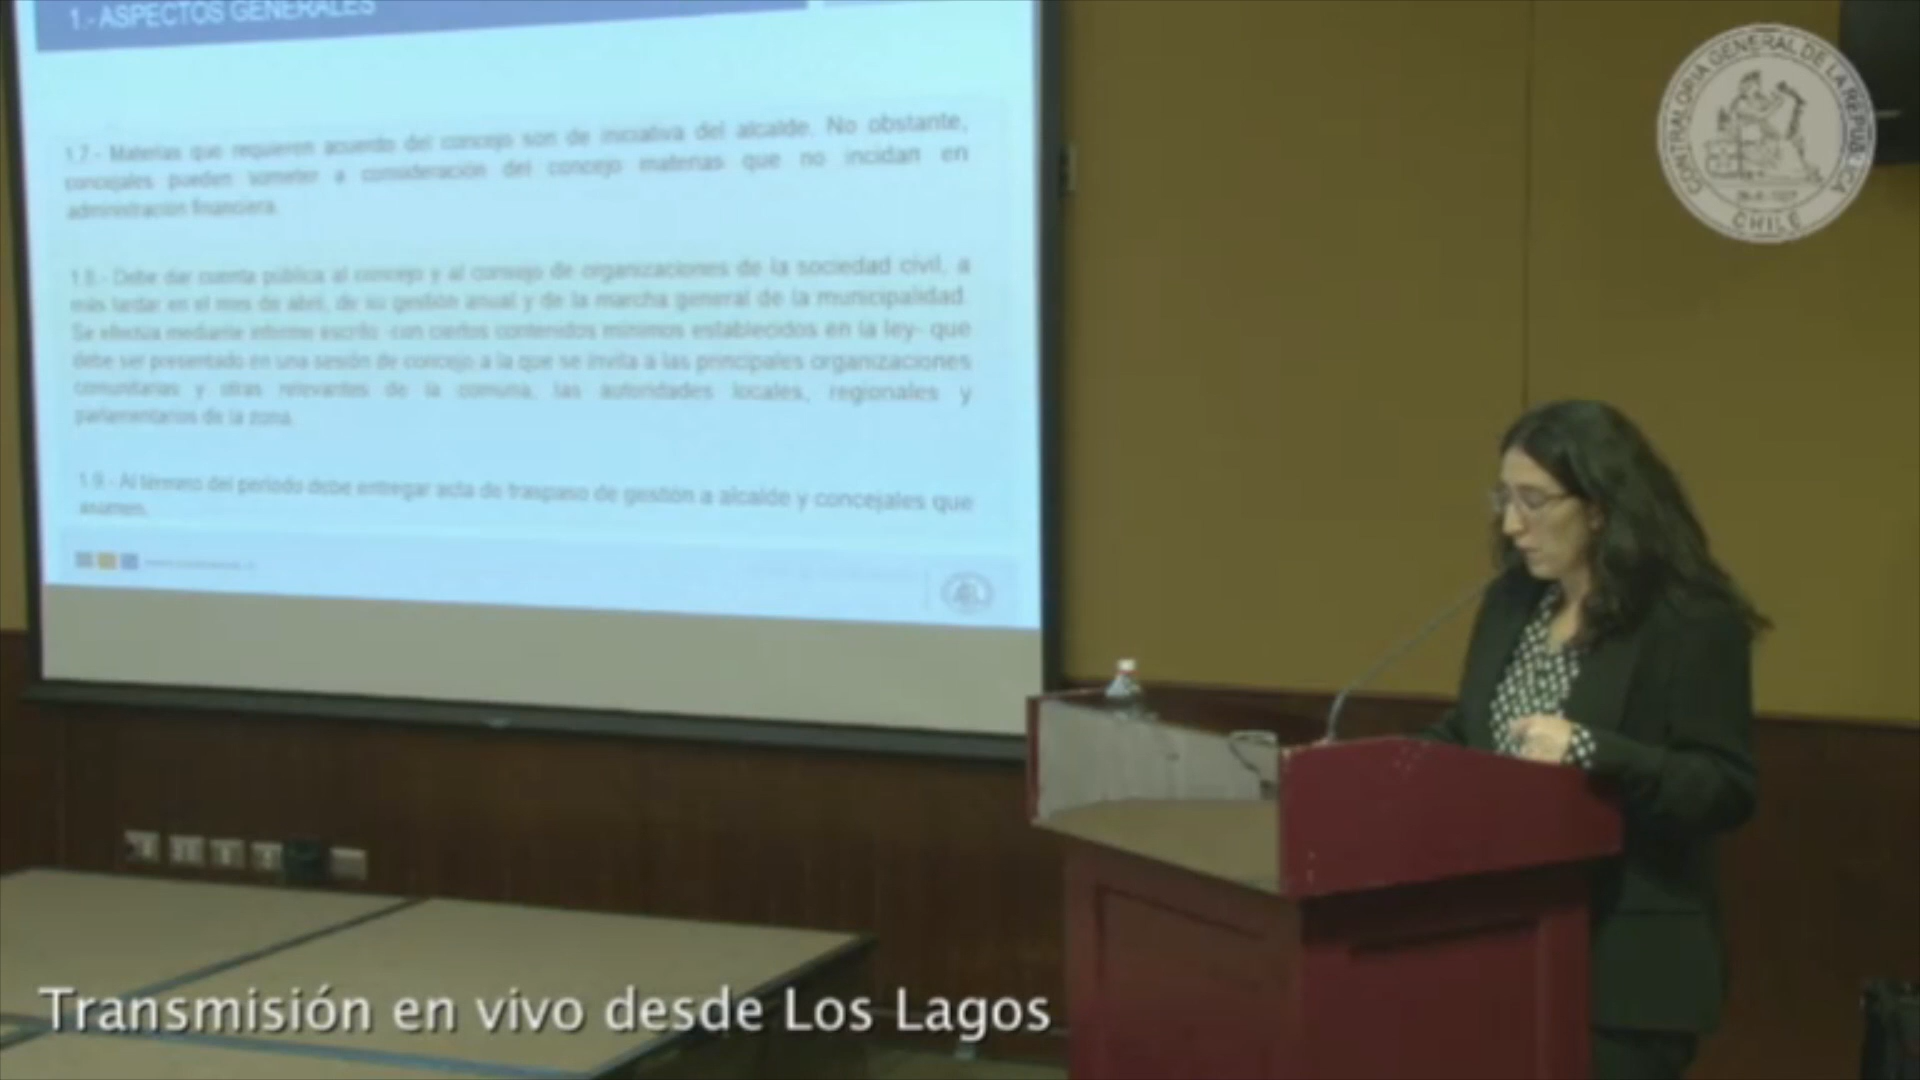 1.- ASPECTOS GENERALES
1.7.- Materias que requieren acuerdo del concejo son de iniciativa del alcalde. No obstante,
concejales pueden someter a consideración del concejo materias que no incidan en
administración financiera.
1.8.- Debe dar cuenta pública al concejo y al consejo de organizaciones de la sociedad civil, a
más tardar en el mes de abril, de su gestión anual y de la marcha general de la municipalidad.
Se efectúa mediante informe escrito -con ciertos contenidos mínimos establecidos en la ley- que
debe ser presentado en una sesión de concejo a la que se invita a las principales organizaciones
comunitarias y otras relevantes de la comuna, las autoridades locales, regionales y
parlamentarios de la zona.
1.9.- Al término del periodo debe entregar acta de traspaso de gestión a alcalde y concejales que
asumen.
CONTRALORIA GENERAL DE LA REPUBLICA
CHILE
Transmisión en vivo desde Los Lagos